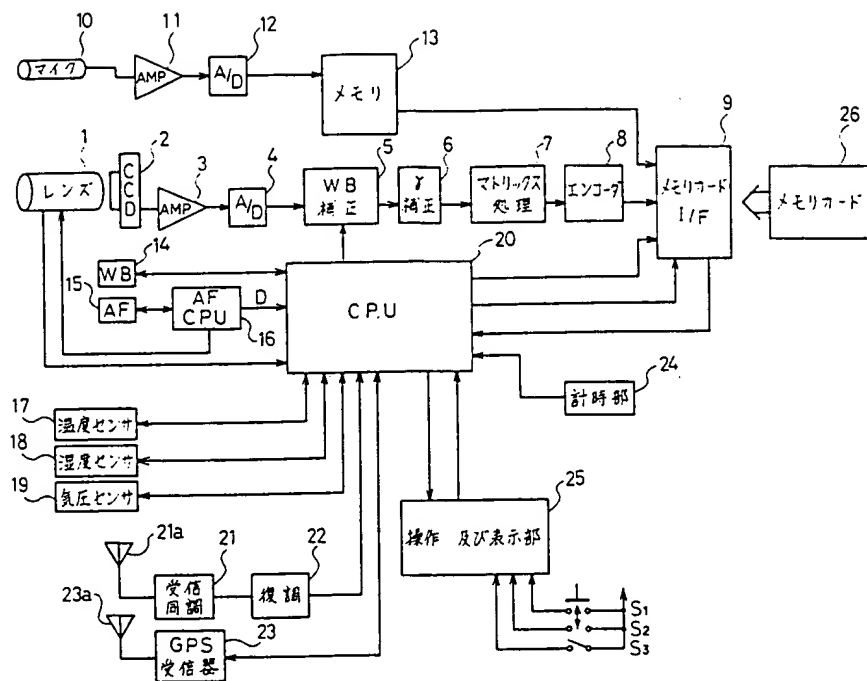 10
11
12
13
マイク
AMP
A/D
メモリ
9
26
1
2
3
4
5
6
7
8
レンズ
CCD
AMP
A/D
WB
補正
γ
補正
マトリックス
処理
エンコーダ
メモリカード
I/F
メモリカード
14
WB
20
15
AF
AF
CPU
D
16
CPU
24
計時部
17
温度センサ
18
湿度センサ
19
気圧センサ
25
操作 及び表示部
21a
21
22
受信
同調
復調
23a
23
GPS
受信器
S1
S2
S3